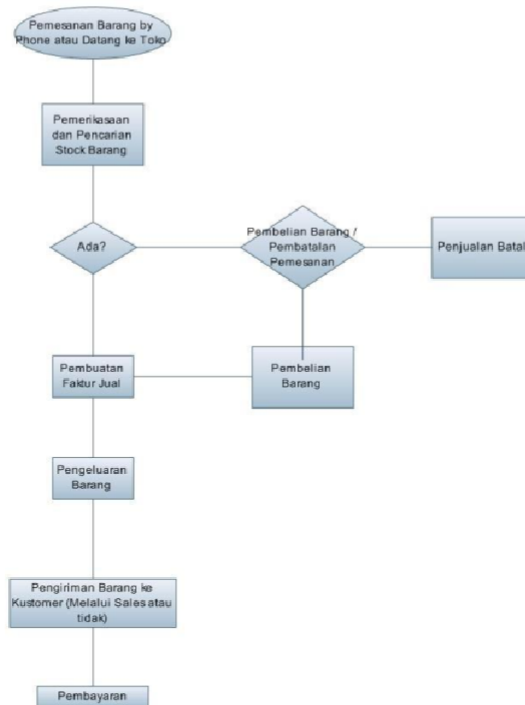 Pemesanan Barang by
Phone atau Datang ke Toko
Pemerikasaan
dan Pencarian
Stock Barang
Ada?
Pembelian Barang /
Pembatalan
Pemesanan
Penjualan Batal
Pembuatan
Faktur Jual
Pembelian
Barang
Pengeluaran
Barang
Pengiriman Barang ke
Kustomer (Melalui Sales atau
tidak)
Pembayaran